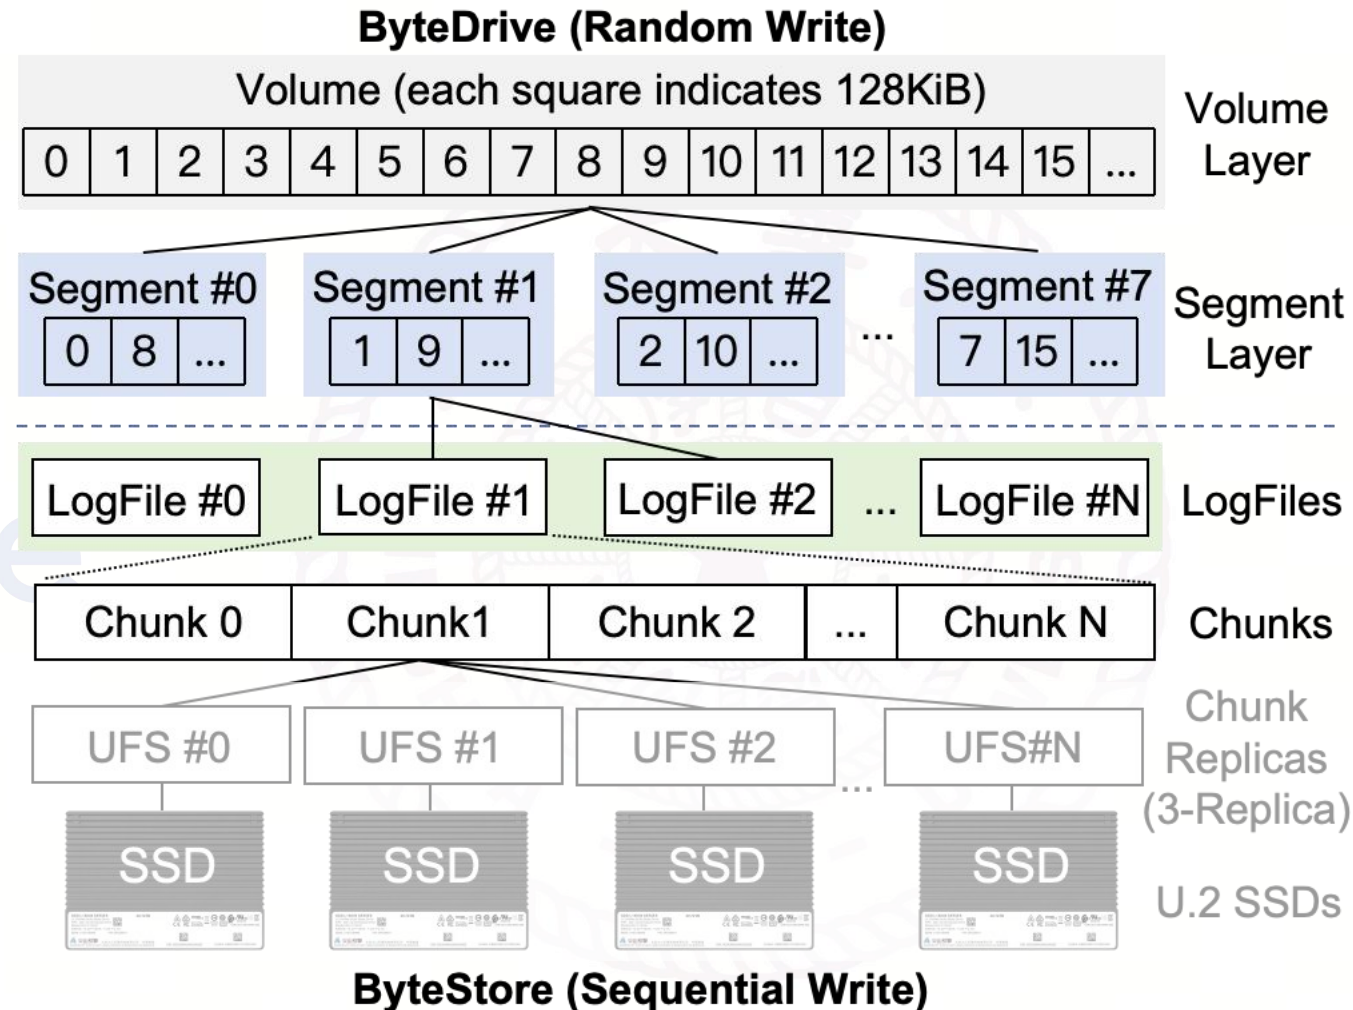 ByteDrive (Random Write)
Volume (each square indicates 128KiB)
0 1 2 3 4 5 6 7 8 9 10 11 12 13 14 15 ...
Volume
Layer
Segment #0
0 8 ...
Segment #1
1 9 ...
Segment #2
2 10 ...
...
Segment #7
7 15 ...
Segment
Layer
LogFile #0
LogFile #1
LogFile #2
...
LogFile #N
LogFiles
Chunk 0
Chunk1
Chunk 2
...
Chunk N
Chunks
UFS #0
UFS #1
UFS #2
...
UFS#N
Chunk
Replicas
(3-Replica)
SSD
SSD
SSD
SSD
U.2 SSDs
ByteStore (Sequential Write)